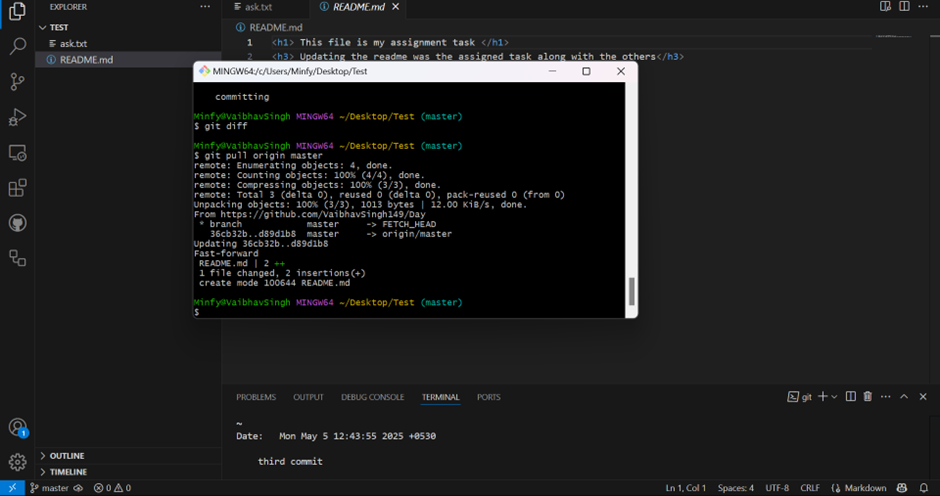 EXPLORER
···
TEST
ask.txt
README.md
ask.txt
README.md
README.md
1 <h1> This file is my assignment task </h1>
2 <h3> Updating the readme was the assigned task along with the others</h3>
MINGW64:/c/Users/Minfy/Desktop/Test
committing
Minfy@VaibhavSingh MINGW64 ~/Desktop/Test (master)
$ git diff
Minfy@VaibhavSingh MINGW64 ~/Desktop/Test (master)
$ git pull origin master
remote: Enumerating objects: 4, done.
remote: Counting objects: 100% (4/4), done.
remote: Compressing objects: 100% (3/3), done.
remote: Total 3 (delta 0), reused 0 (delta 0), pack-reused 0 (from 0)
Unpacking objects: 100% (3/3), 1013 bytes | 12.00 KiB/s, done.
From https://github.com/VaibhavSingh149/Day
* branch master -> FETCH_HEAD
36cb32b..d89d1b8 master -> origin/master
Updating 36cb32b..d89d1b8
Fast-forward
README.md | 2 ++
1 file changed, 2 insertions(+)
create mode 100644 README.md
Minfy@VaibhavSingh MINGW64 ~/Desktop/Test (master)
$
PROBLEMS OUTPUT DEBUG CONSOLE TERMINAL PORTS
git
~
Date: Mon May 5 12:43:55 2025 +0530
third commit
1
OUTLINE
TIMELINE
master 0 0
Ln 1, Col 1 Spaces: 4 UTF-8 CRLF {} Markdown